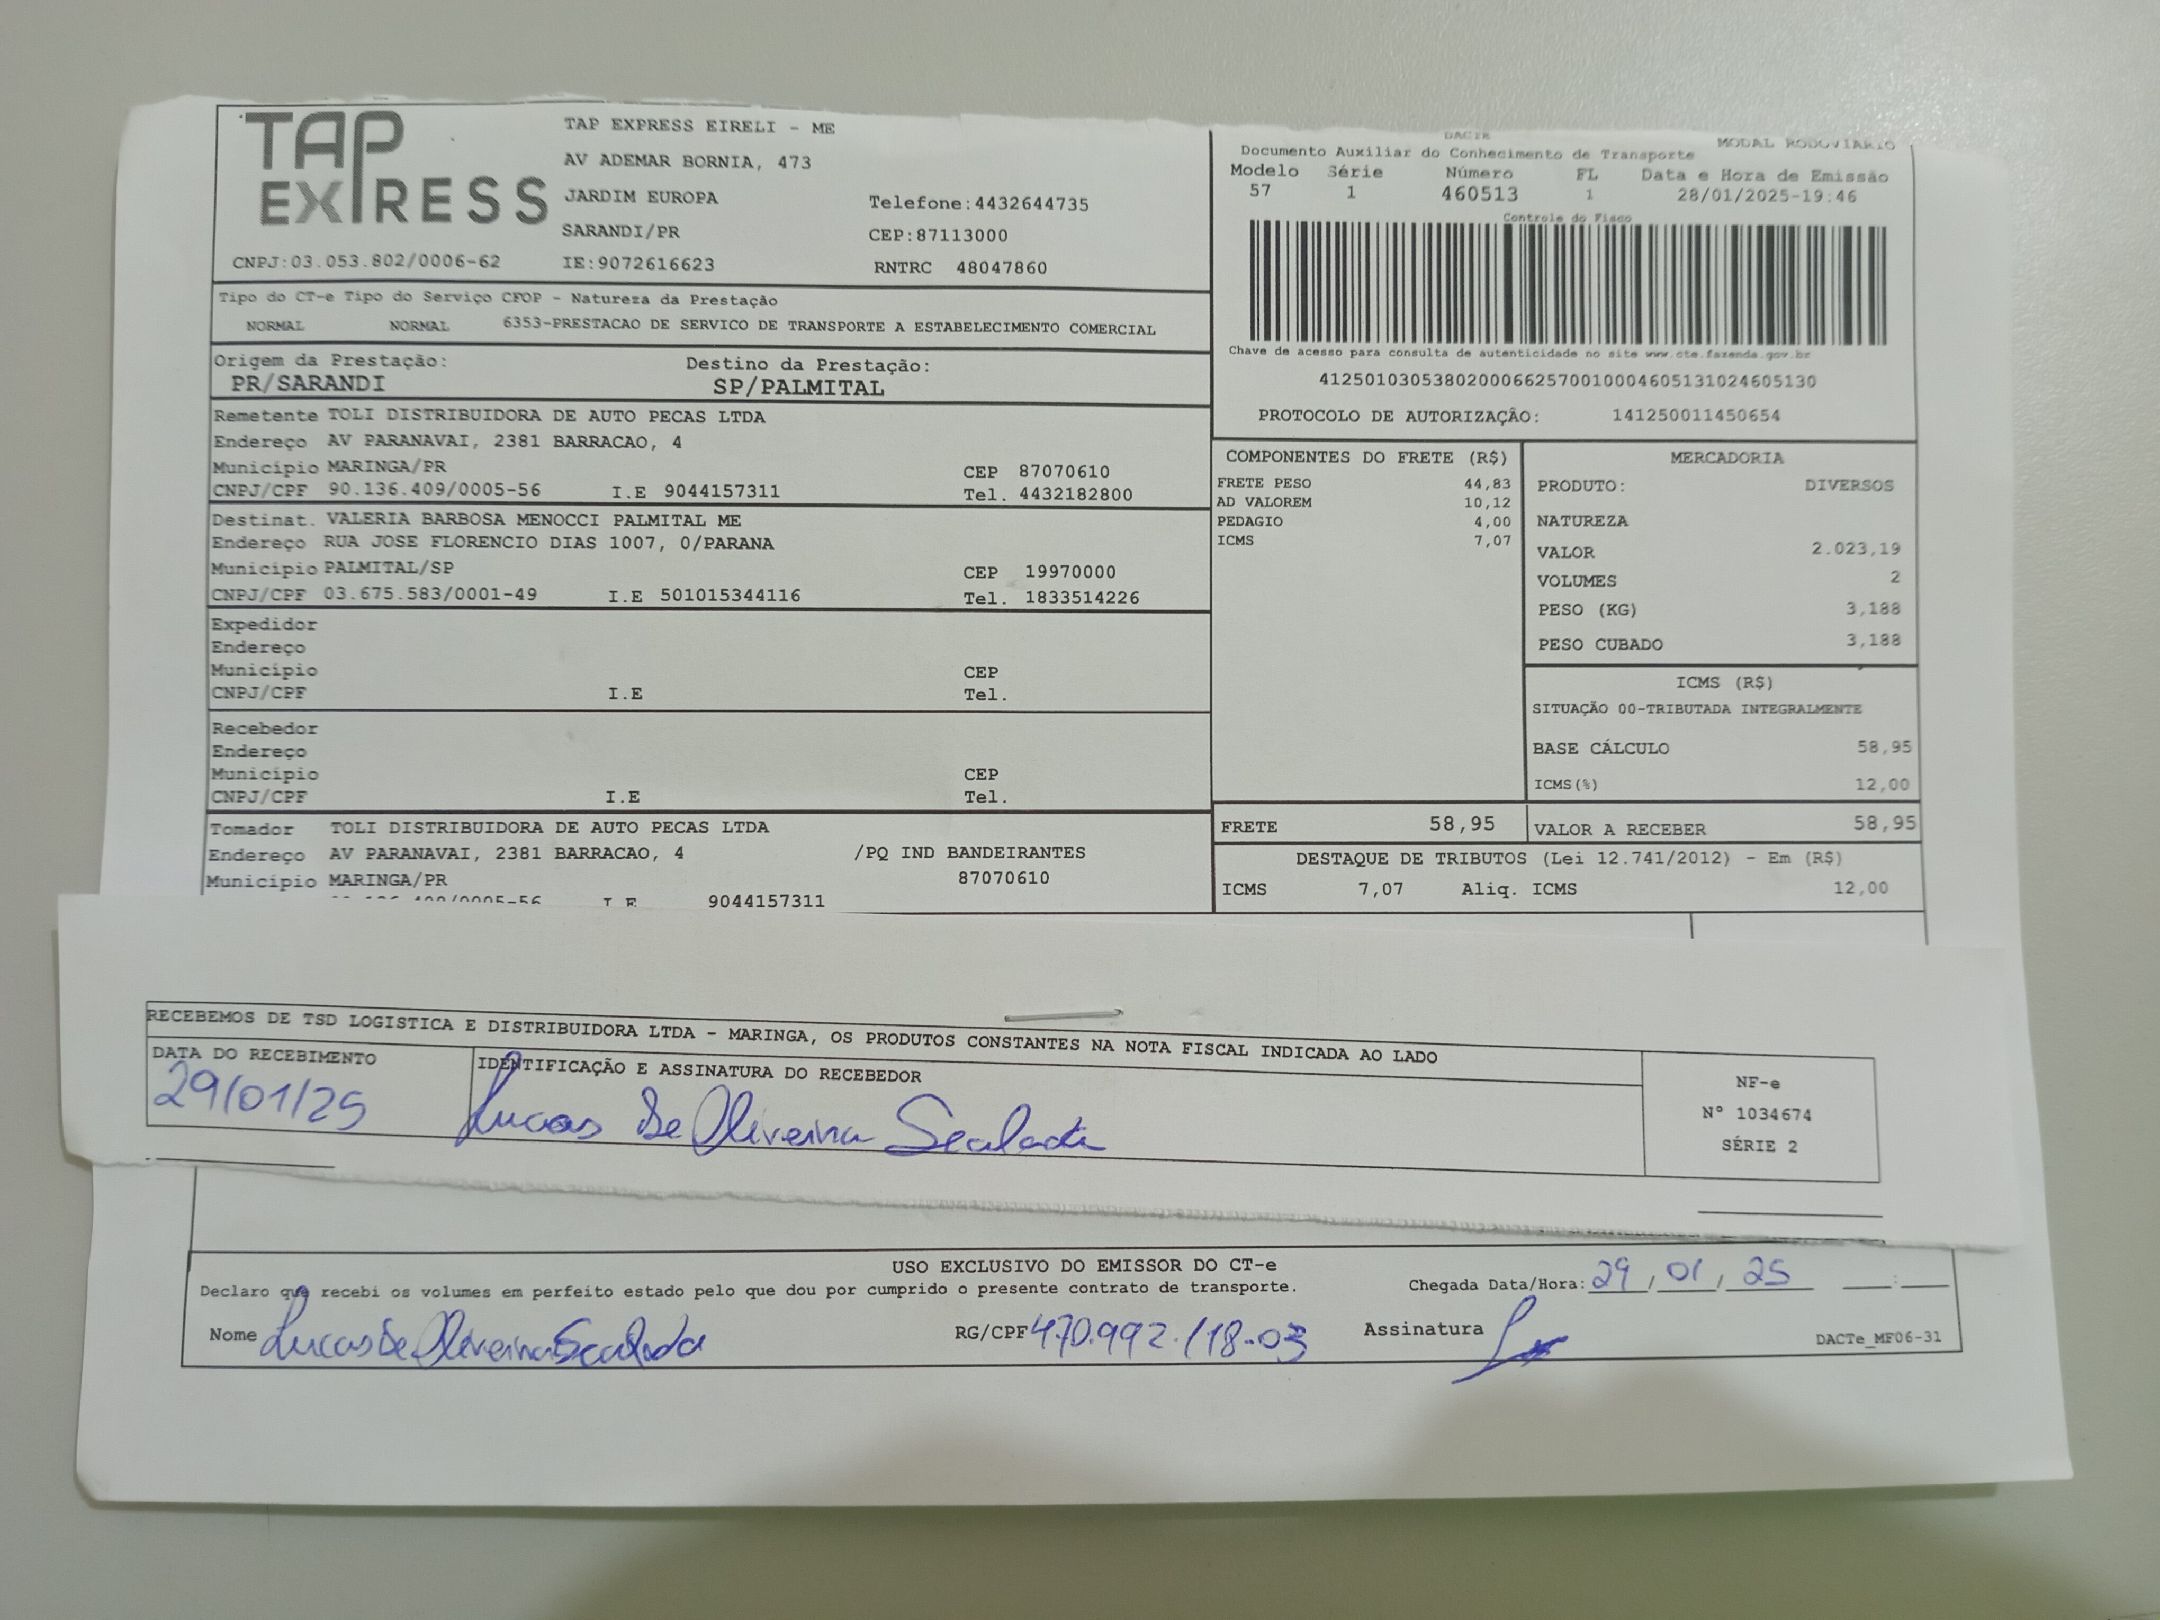 TAP EXPRESS
TAP EXPRESS EIRELI - ME
AV ADEMAR BORNIA, 473
JARDIM EUROPA
Telefone:4432644735
SARANDI/PR
CEP:87113000
CNPJ:03.053.802/0006-62 IE:9072616623 RNTRC 48047860
DACTE MODAL RODOVIARIO
Documento Auxiliar do Conhecimento de Transporte
Modelo Série Número FL Data e Hora de Emissão
57 1 460513 1 28/01/2025-19:46
Controle do Fisco
Chave de acesso para consulta de autenticidade no site www.cte.fazenda.gov.br
41250103053802000662570010004605131024605130
PROTOCOLO DE AUTORIZAÇÃO: 141250011450654
Tipo do CT-e Tipo do Serviço CFOP - Natureza da Prestação
NORMAL NORMAL 6353-PRESTACAO DE SERVICO DE TRANSPORTE A ESTABELECIMENTO COMERCIAL
Origem da Prestação: Destino da Prestação:
PR/SARANDI SP/PALMITAL
Remetente TOLI DISTRIBUIDORA DE AUTO PECAS LTDA
Endereço AV PARANAVAI, 2381 BARRACAO, 4
Município MARINGA/PR CEP 87070610
CNPJ/CPF 90.136.409/0005-56 I.E 9044157311 Tel. 4432182800
Destinat. VALERIA BARBOSA MENOCCI PALMITAL ME
Endereço RUA JOSE FLORENCIO DIAS 1007, 0/PARANA
Município PALMITAL/SP CEP 19970000
CNPJ/CPF 03.675.583/0001-49 I.E 501015344116 Tel. 1833514226
Expedidor
Endereço
Município CEP
CNPJ/CPF I.E Tel.
Recebedor
Endereço
Município CEP
CNPJ/CPF I.E Tel.
Tomador TOLI DISTRIBUIDORA DE AUTO PECAS LTDA
Endereço AV PARANAVAI, 2381 BARRACAO, 4 /PQ IND BANDEIRANTES
Município MARINGA/PR 87070610
I.E 9044157311
COMPONENTES DO FRETE (R$)
FRETE PESO 44,83
AD VALOREM 10,12
PEDAGIO 4,00
ICMS 7,07
MERCADORIA
PRODUTO: DIVERSOS
NATUREZA
VALOR 2.023,19
VOLUMES 2
PESO (KG) 3,188
PESO CUBADO 3,188
ICMS (R$)
SITUAÇÃO 00-TRIBUTADA INTEGRALMENTE
BASE CÁLCULO 58,95
ICMS(%) 12,00
FRETE 58,95 VALOR A RECEBER 58,95
DESTAQUE DE TRIBUTOS (Lei 12.741/2012) - Em (R$)
ICMS 7,07 Aliq. ICMS 12,00
RECEBEMOS DE TSD LOGISTICA E DISTRIBUIDORA LTDA - MARINGA, OS PRODUTOS CONSTANTES NA NOTA FISCAL INDICADA AO LADO
DATA DO RECEBIMENTO IDENTIFICAÇÃO E ASSINATURA DO RECEBEDOR
29/01/25 Lucas De Oliveira
NF-e
Nº 1034674
SÉRIE 2
USO EXCLUSIVO DO EMISSOR DO CT-e
Declaro que recebi os volumes em perfeito estado pelo que dou por cumprido o presente contrato de transporte.
Chegada Data/Hora: 29/01/25
Nome Lucas De Oliveira RG/CPF 470.992.118-03 Assinatura
DACTe_MF06-31